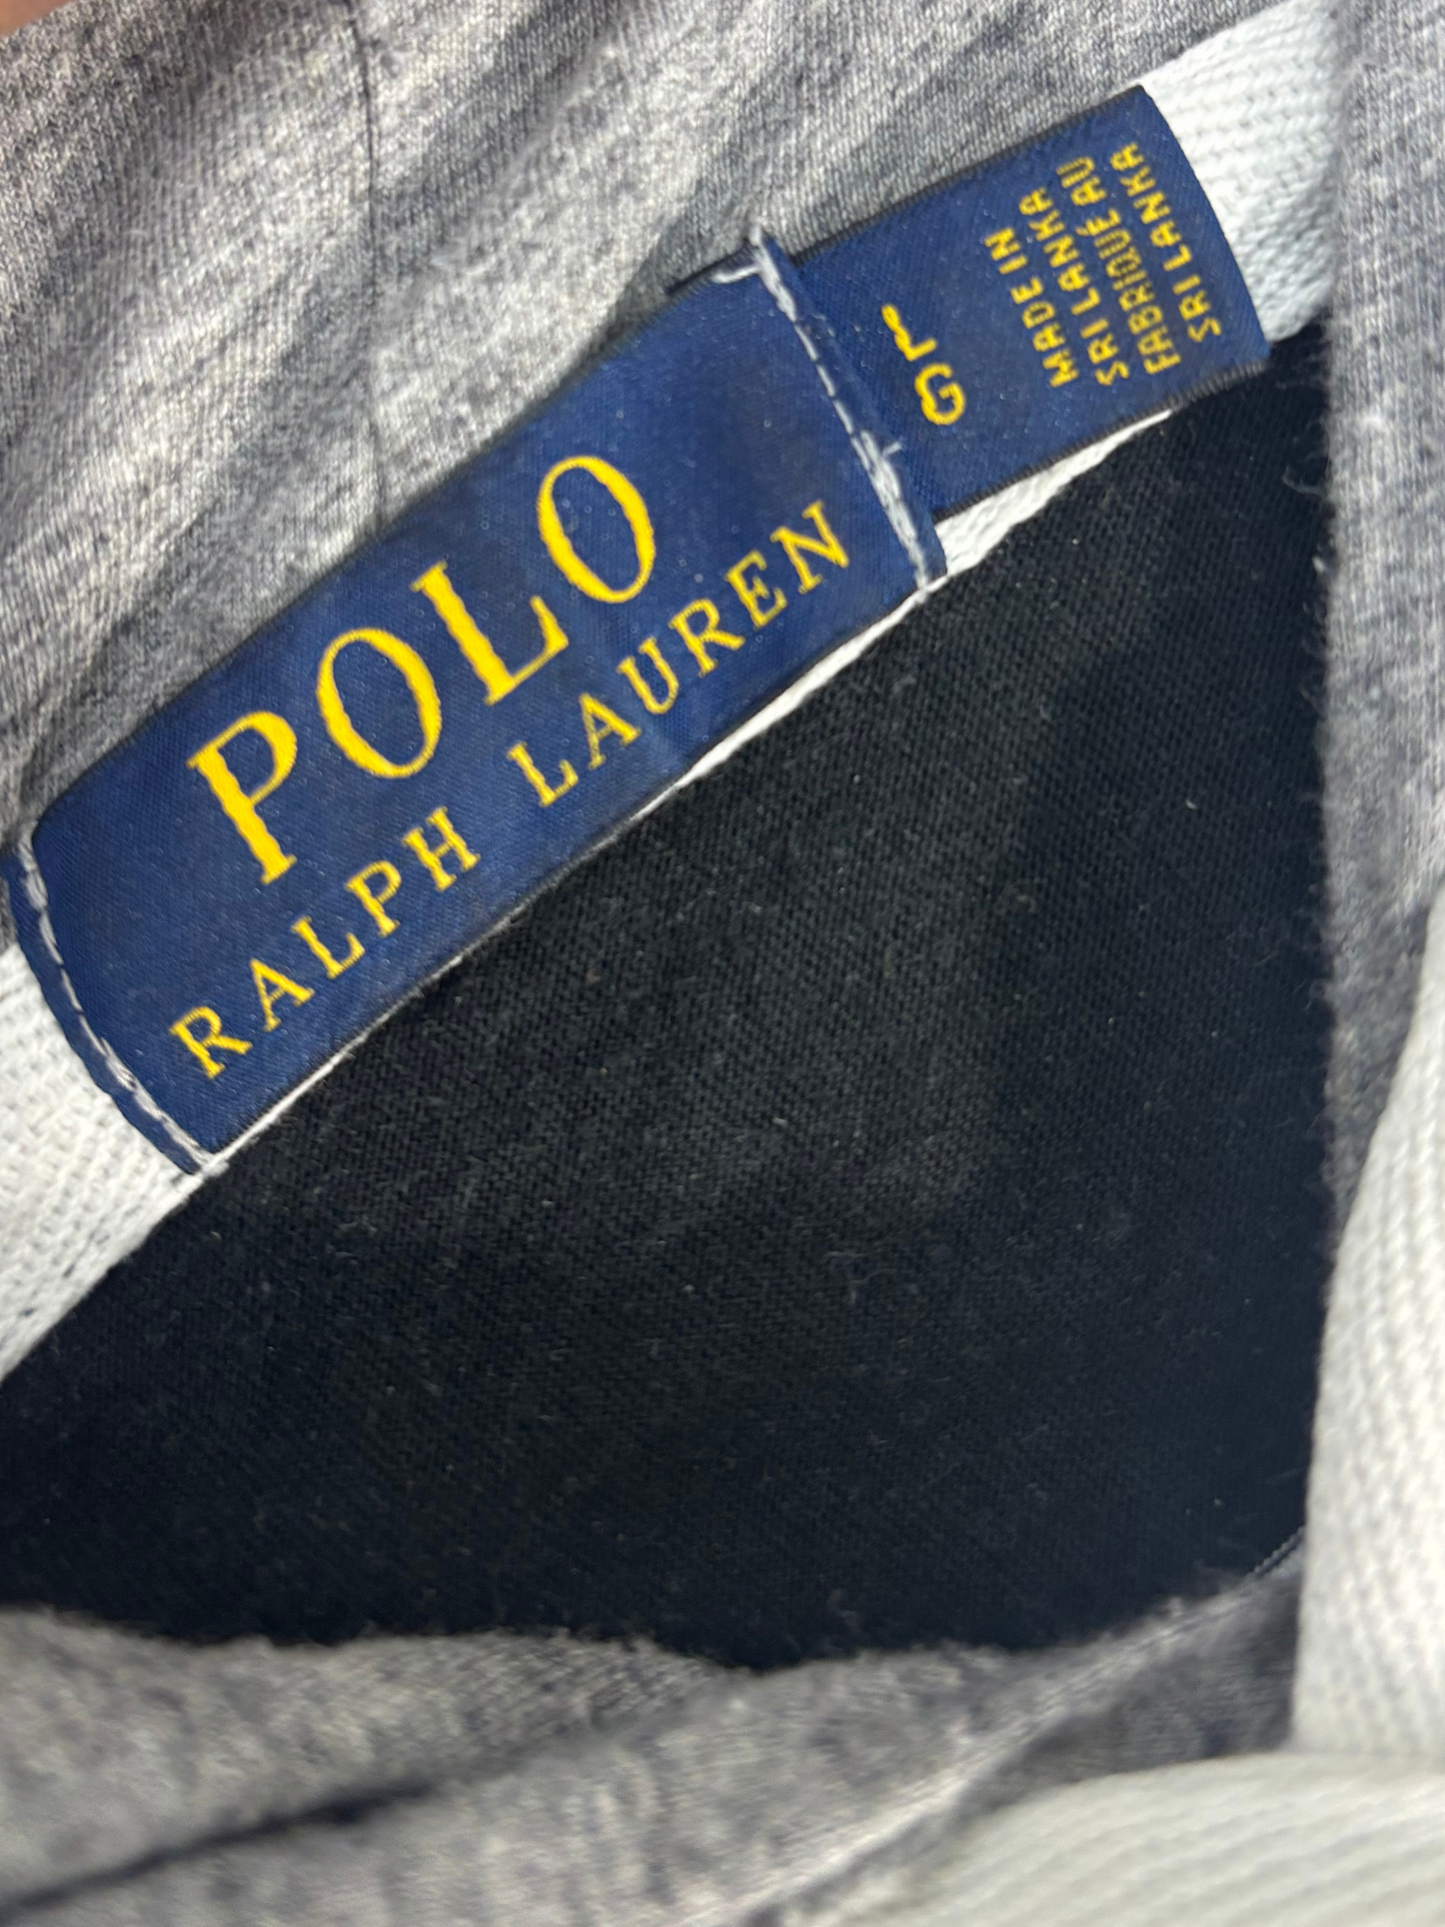 POLO
RALPH LAUREN
L
G
MADE IN
SRI LANKA
FABRIQUÉ AU
SRI LANKA